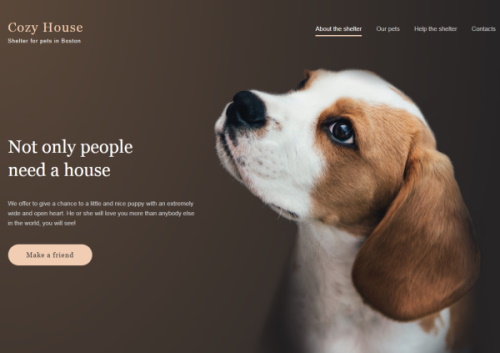 Cozy House
Shelter for pets in Boston
About the shelter
Our pets
Help the shelter
Contacts
Not only people
need a house
We offer to give a chance to a little and nice puppy with an extremely
wide and open heart. He or she will love you more than anybody else
in the world, you will see!
Make a friend